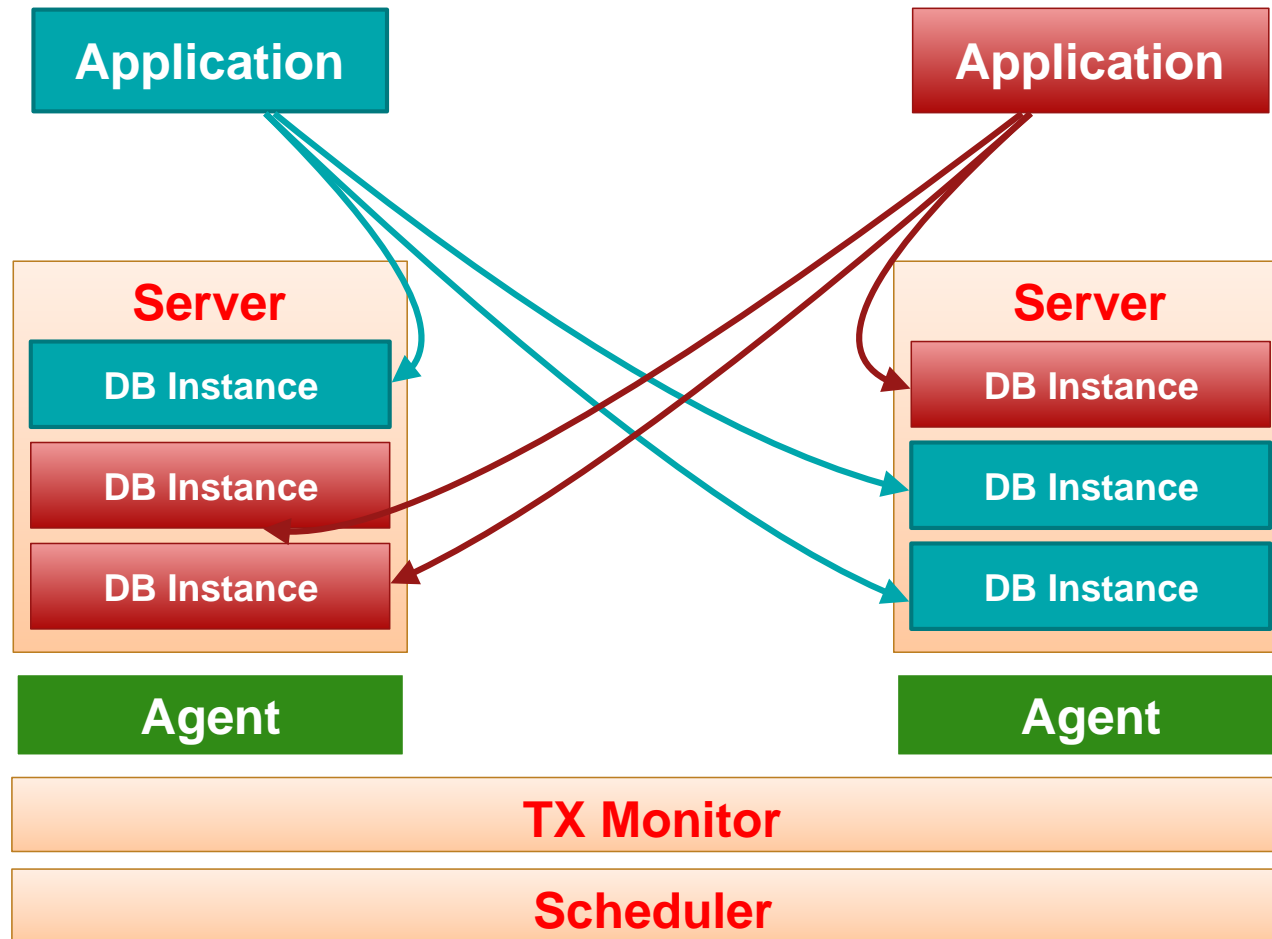 Application
Application
Server
DB Instance
DB Instance
DB Instance
Server
DB Instance
DB Instance
DB Instance
Agent
Agent
TX Monitor
Scheduler